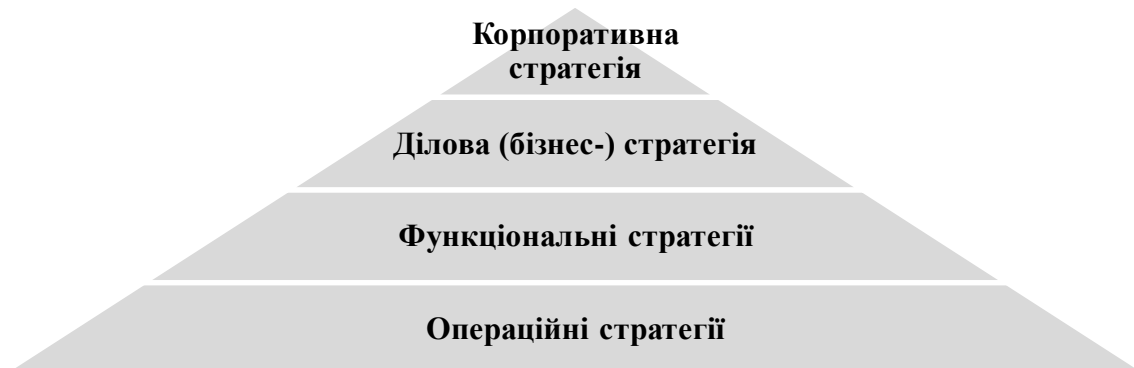 Корпоративна
стратегія
Ділова (бізнес-) стратегія
Функціональні стратегії
Операційні стратегії